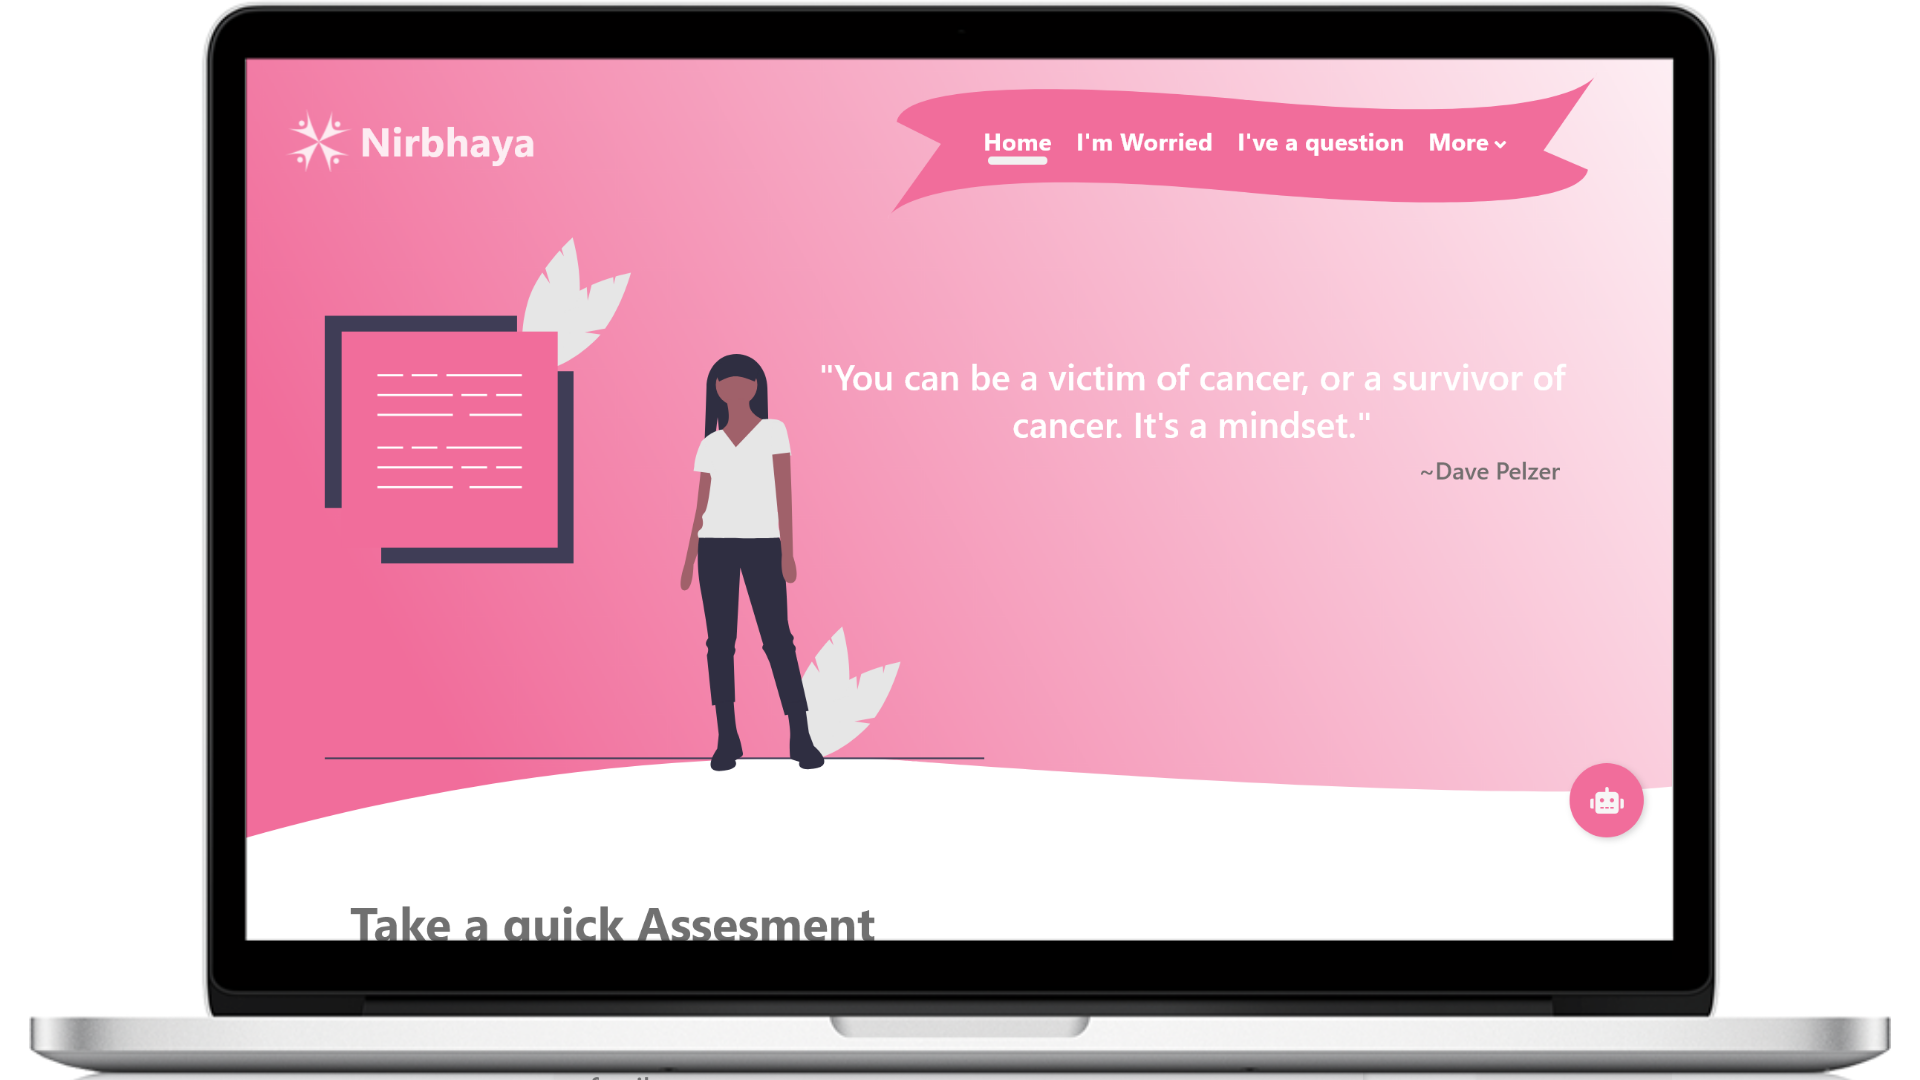 Nirbhaya
Home I'm Worried I've a question More
"You can be a victim of cancer, or a survivor of
cancer. It's a mindset."
~Dave Pelzer
Take a quick Assesment